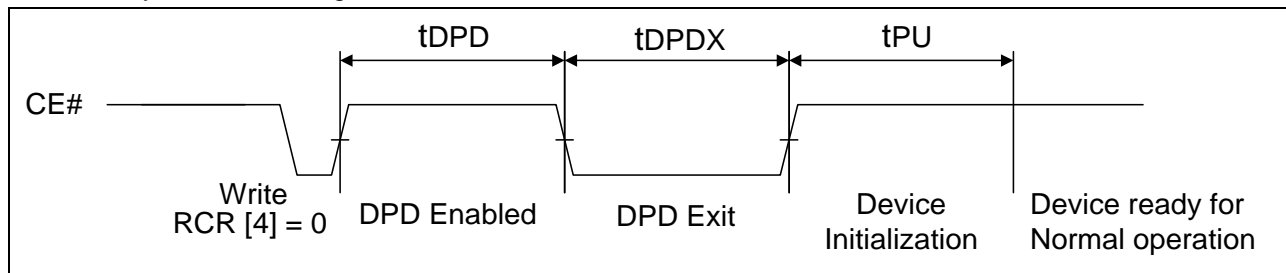 tDPD
tDPDX
tPU
CE#
Write
RCR [4] = 0
DPD Enabled
DPD Exit
Device
Initialization
Device ready for
Normal operation